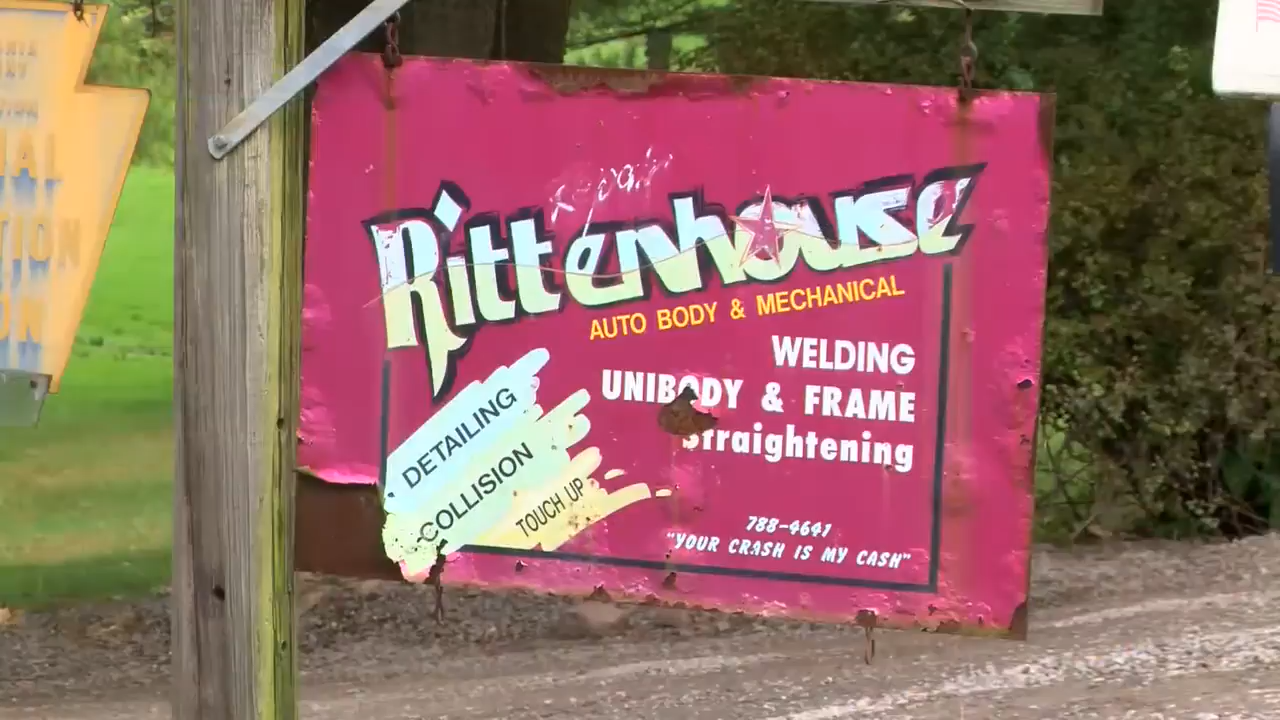 Repair
Rittenhouse
AUTO BODY & MECHANICAL
WELDING
UNIBODY & FRAME
straightening
DETAILING
COLLISION
TOUCH UP
788-4641
"YOUR CRASH IS MY CASH"